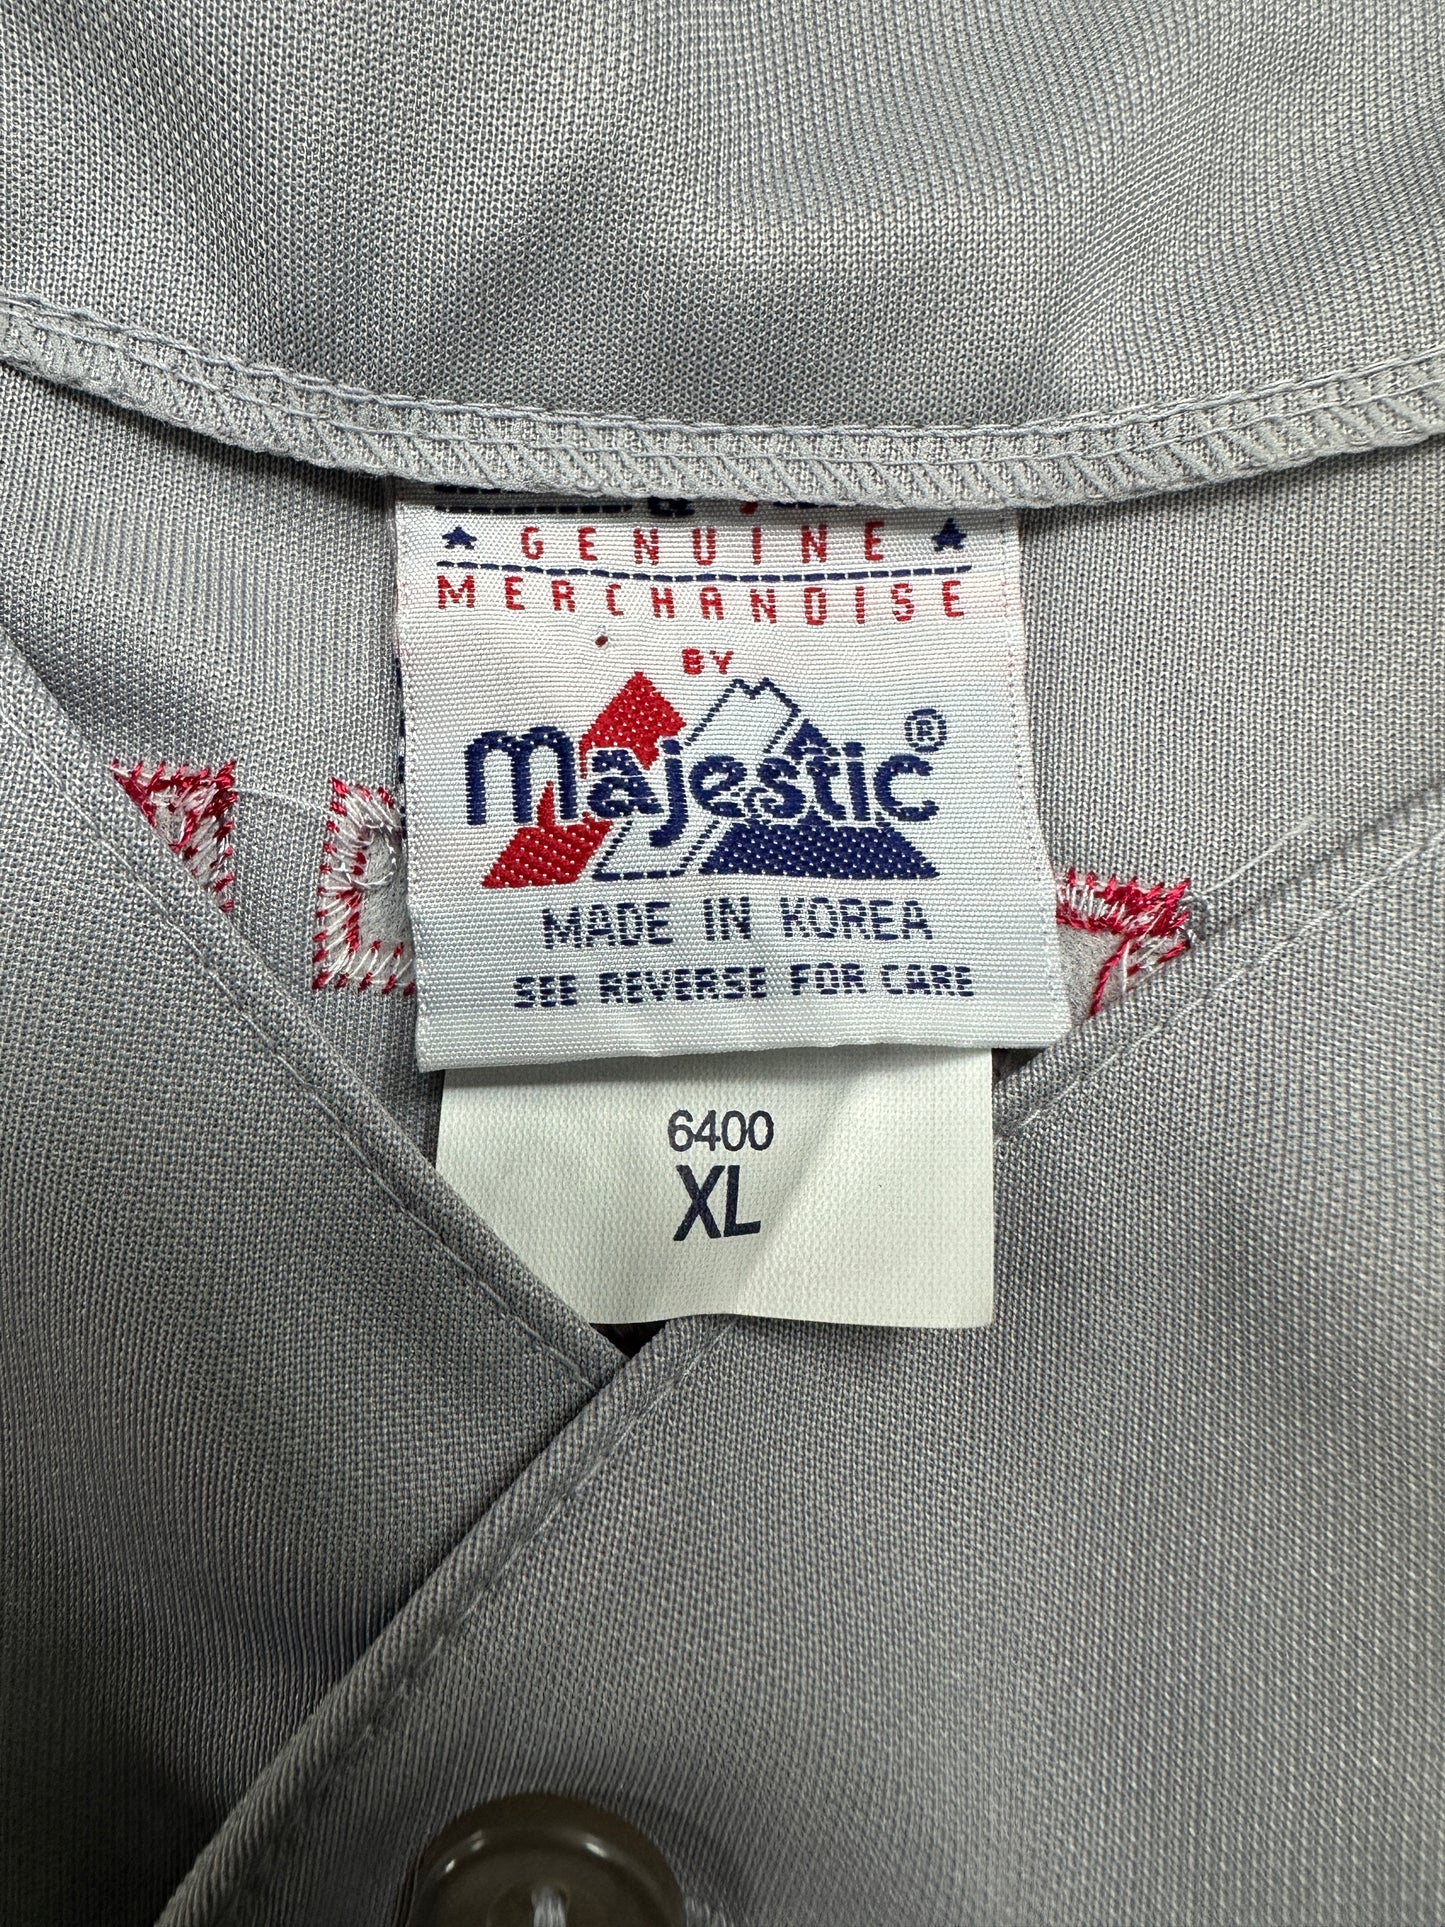 GENUINE
MERCHANDISE
BY
Majestic®
MADE IN KOREA
SEE REVERSE FOR CARE
6400
XL